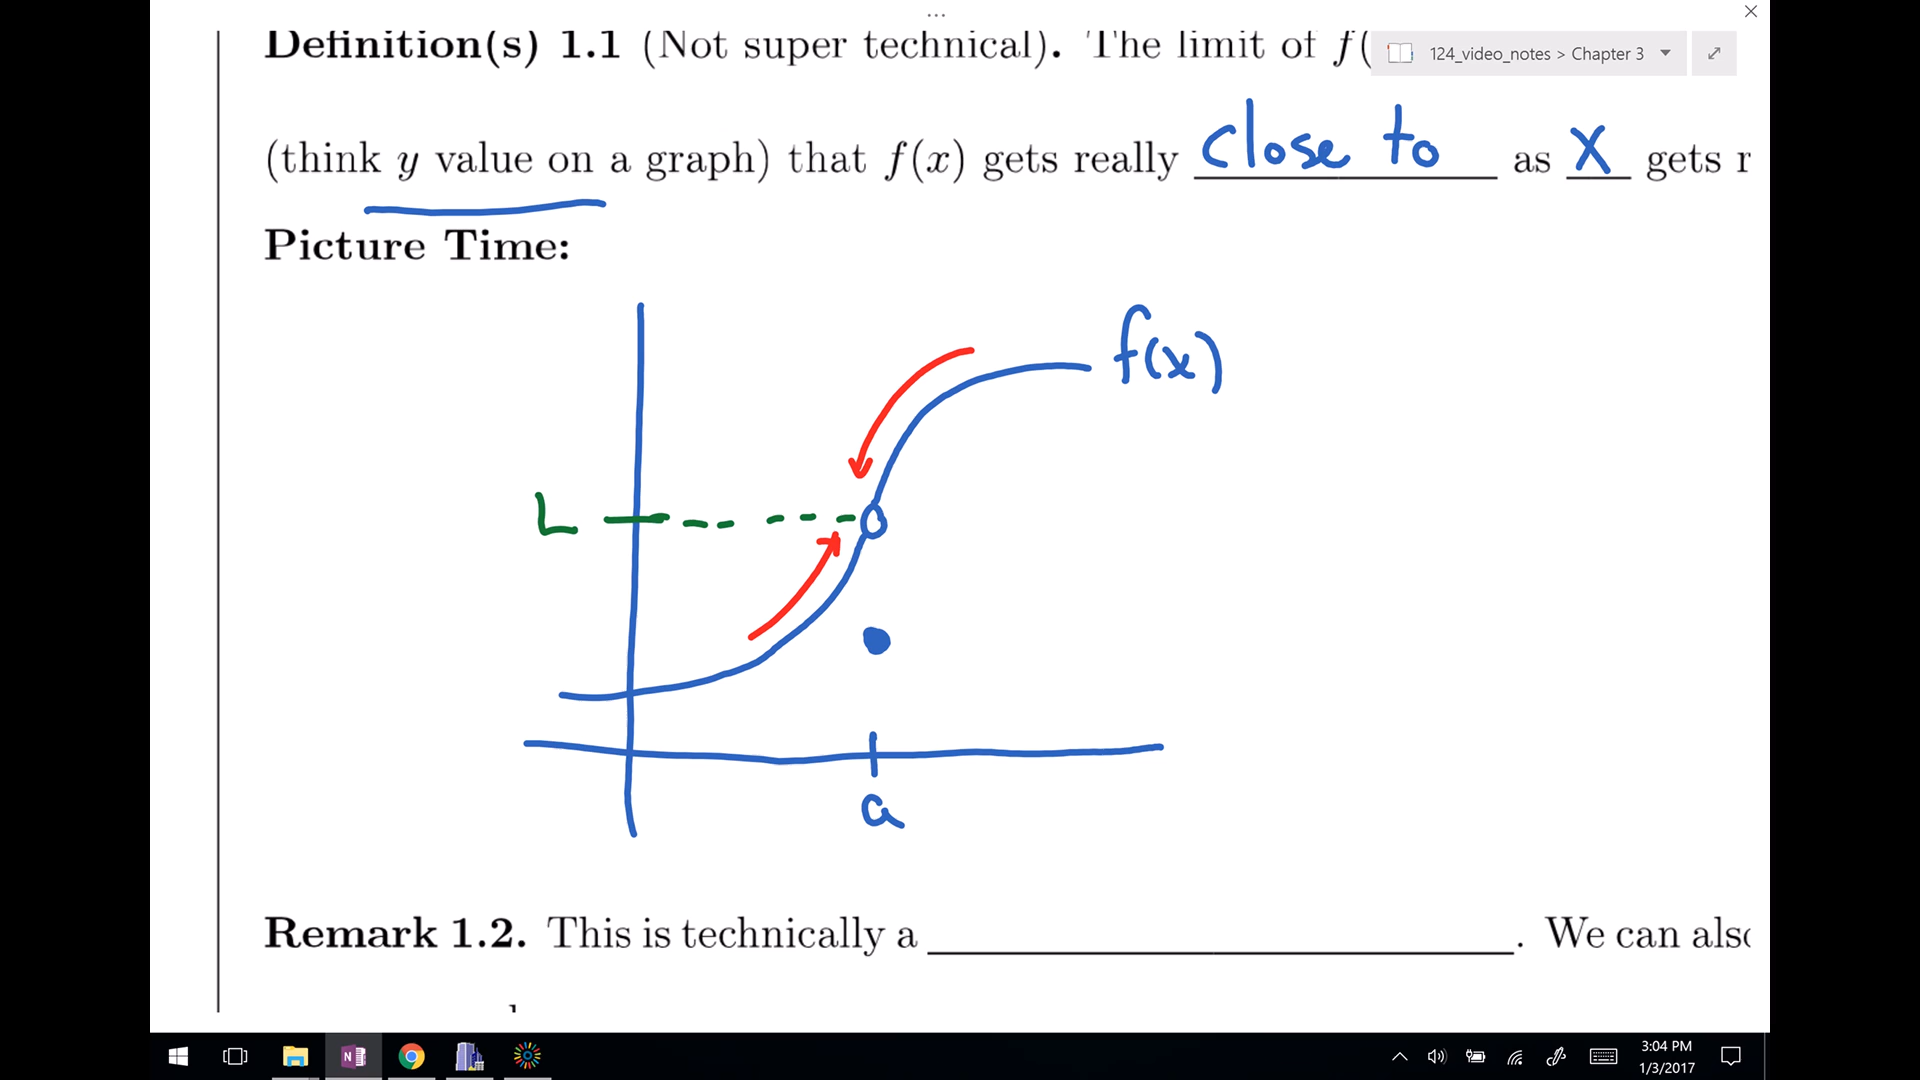 ...
Definition(s) 1.1 (Not super technical). The limit of f(
124_video_notes > Chapter 3
(think y value on a graph) that f(x) gets really close to as x gets r
Picture Time:
f(x)
L
a
Remark 1.2. This is technically a ______. We can also
N
3:04 PM
1/3/2017